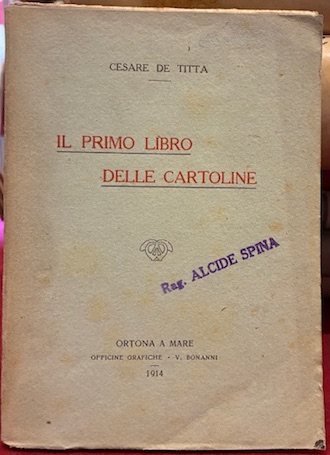 CESARE DE TITTA
IL PRIMO LIBRO
DELLE CARTOLINE
Rag. ALCIDE SPINA
ORTONA A MARE
OFFICINE GRAFICHE - V. BONANNI
1914